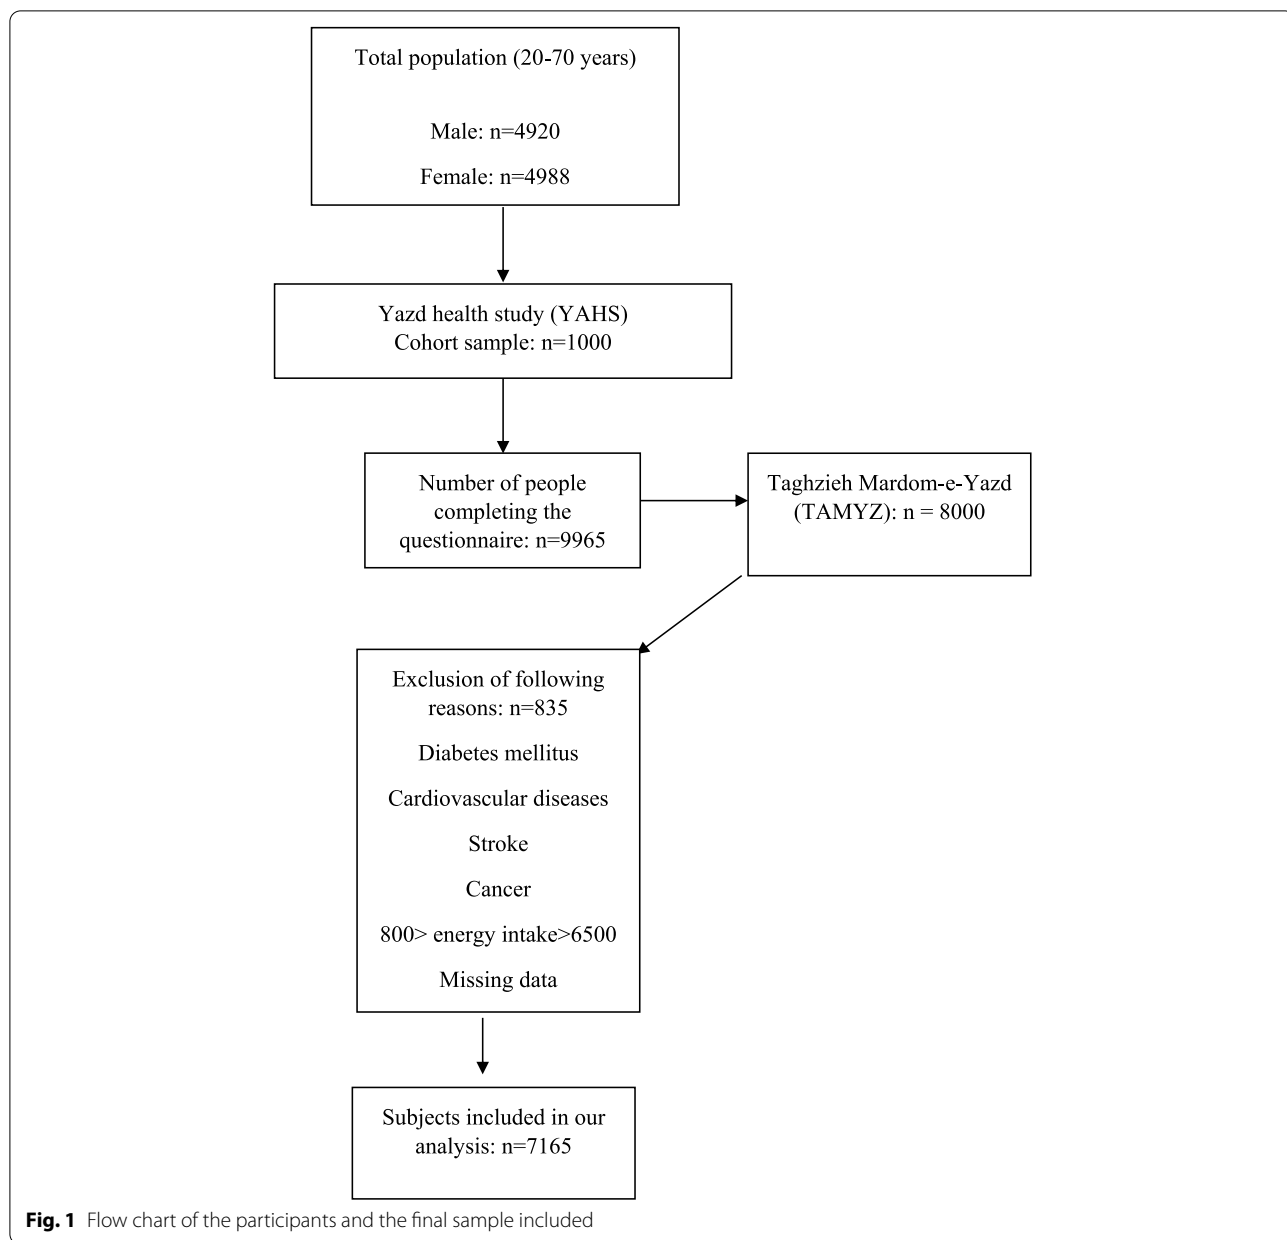 Total population (20-70 years)
Male: n=4920
Female: n=4988
Yazd health study (YAHS)
Cohort sample: n=1000
Number of people
completing the
questionnaire: n=9965
Taghzieh Mardom-e-Yazd
(TAMYZ): n = 8000
Exclusion of following
reasons: n=835
Diabetes mellitus
Cardiovascular diseases
Stroke
Cancer
800> energy intake>6500
Missing data
Subjects included in our
analysis: n=7165
Fig. 1 Flow chart of the participants and the final sample included